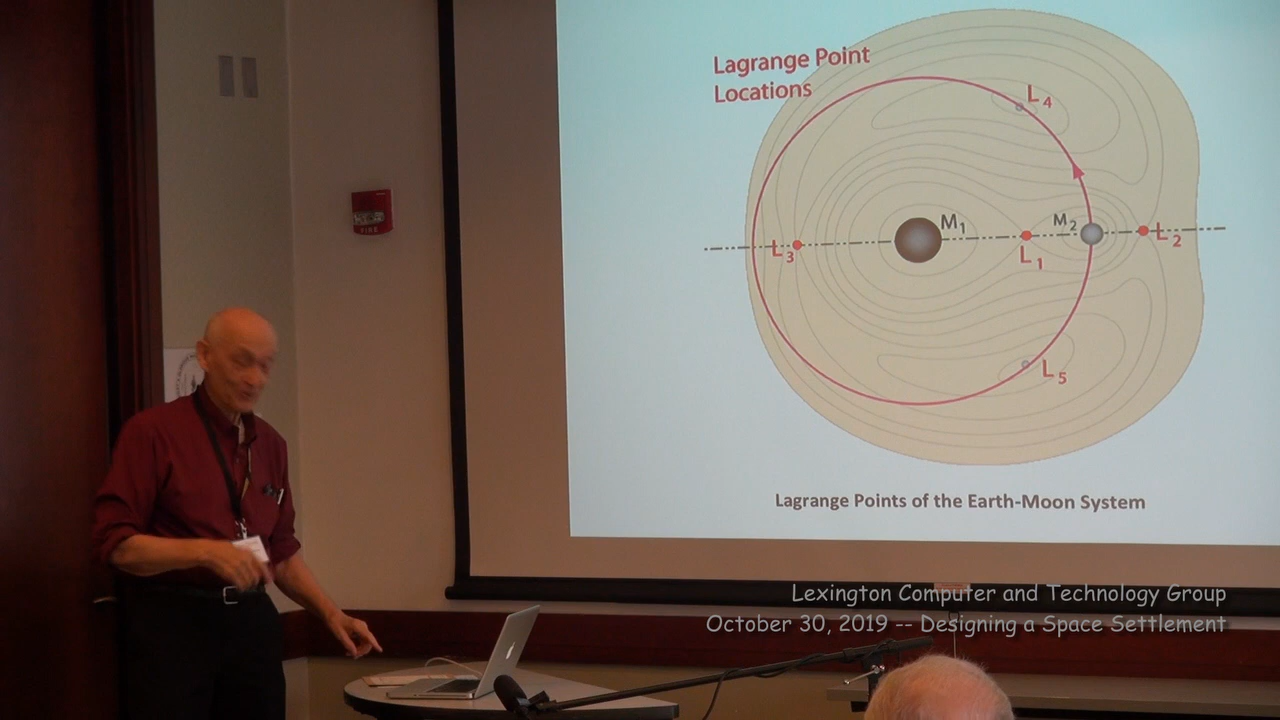 Lagrange Point
Locations
L4
M1
M2
L3
L1
L2
L5
Lagrange Points of the Earth-Moon System
FIRE
Lexington Computer and Technology Group
October 30, 2019 -- Designing a Space Settlement